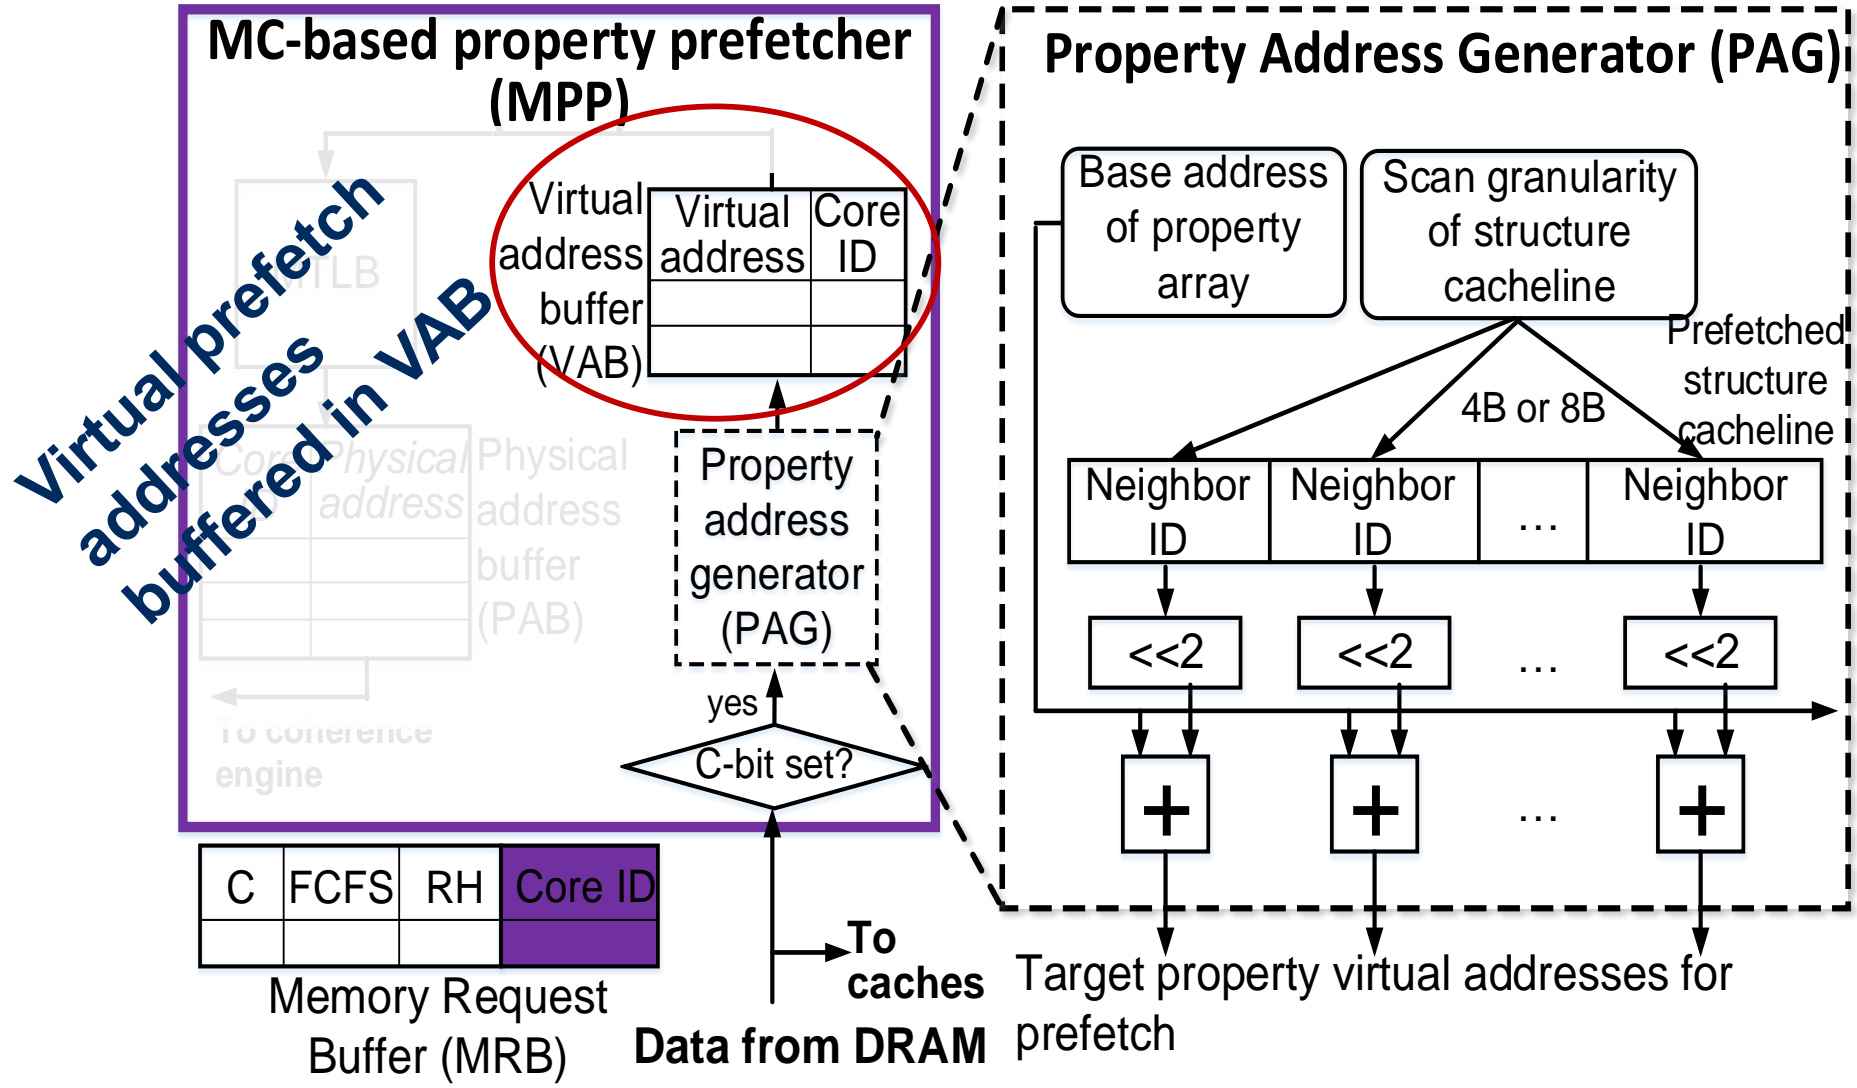 MC-based property prefetcher
(MPP)
Virtual
address
buffer
(VAB)
Virtual
address
Core
ID
MTLB
Virtual prefetch
addresses
buffered in VAB
Core
ID
Physical
address
Physical
address
buffer
(PAB)
To coherence
engine
Property
address
generator
(PAG)
yes
C-bit set?
C
FCFS
RH
Core ID
Memory Request
Buffer (MRB)
To
caches
Data from DRAM
Property Address Generator (PAG)
Base address
of property
array
Scan granularity
of structure
cacheline
Prefetched
structure
cacheline
4B or 8B
Neighbor
ID
Neighbor
ID
...
Neighbor
ID
<<2
<<2
...
<<2
+
+
...
+
Target property virtual addresses for
prefetch